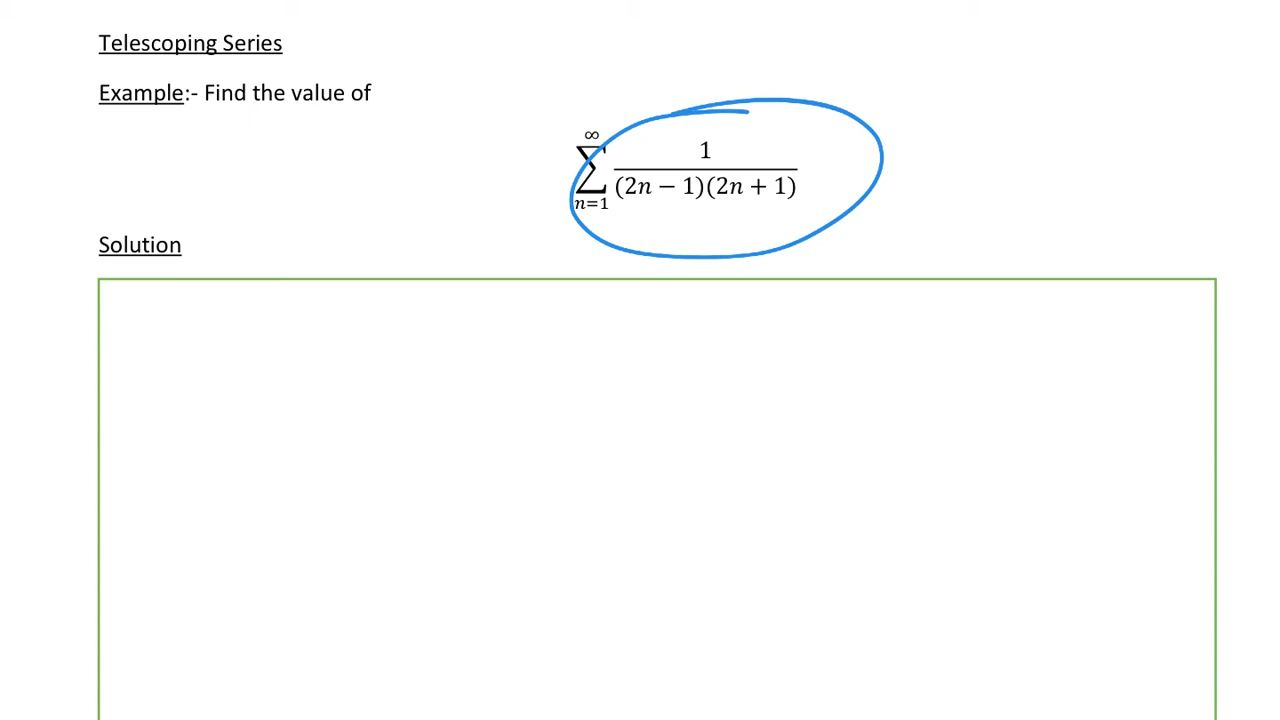 Telescoping Series
Example:- Find the value of
∞
∑ 1/((2n − 1)(2n + 1))
n=1
Solution